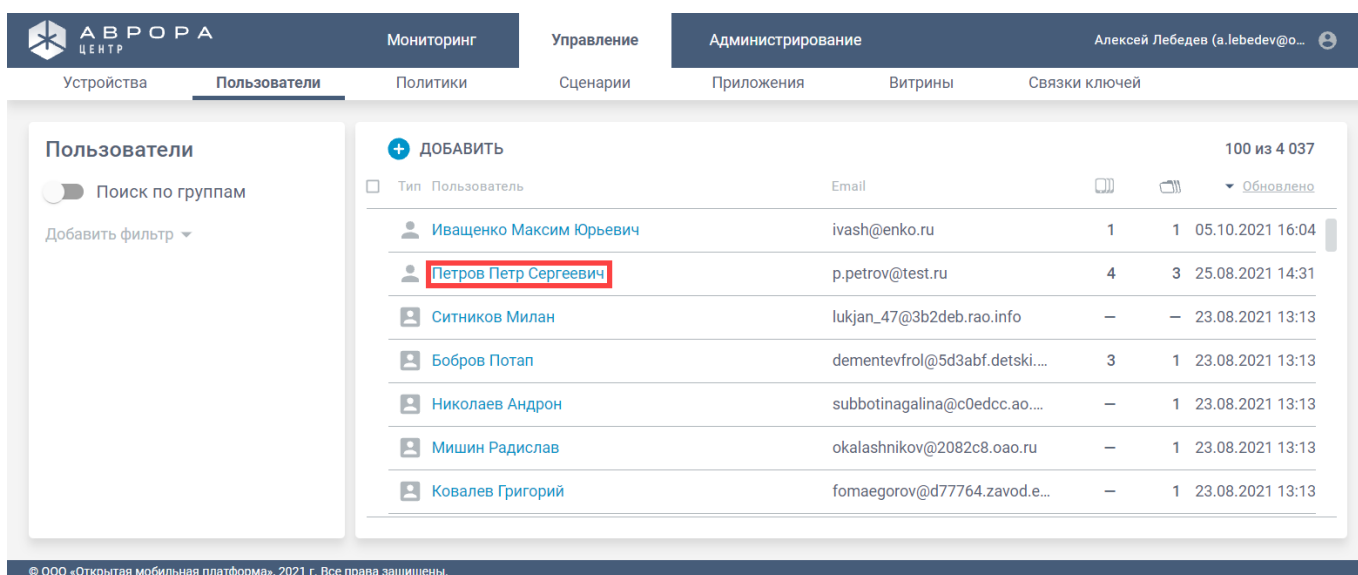 АВРОРА
ЦЕНТР
Мониторинг Управление Администрирование Алексей Лебедев (a.lebedev@o...
Устройства Пользователи Политики Сценарии Приложения Витрины Связки ключей
Пользователи
Поиск по группам
Добавить фильтр
ДОБАВИТЬ 100 из 4 037
Тип Пользователь Email Обновлено
Иващенко Максим Юрьевич ivash@enko.ru 1 1 05.10.2021 16:04
Петров Петр Сергеевич p.petrov@test.ru 4 3 25.08.2021 14:31
Ситников Милан lukjan_47@3b2deb.rao.info — — 23.08.2021 13:13
Бобров Потап dementevfrol@5d3abf.detski.... 3 1 23.08.2021 13:13
Николаев Андрон subbotinagalina@c0edcc.ao.... — 1 23.08.2021 13:13
Мишин Радислав okalashnikov@2082c8.oao.ru — 1 23.08.2021 13:13
Ковалев Григорий fomaegorov@d77764.zavod.e... — 1 23.08.2021 13:13
© ООО «Открытая мобильная платформа», 2021 г. Все права защищены.